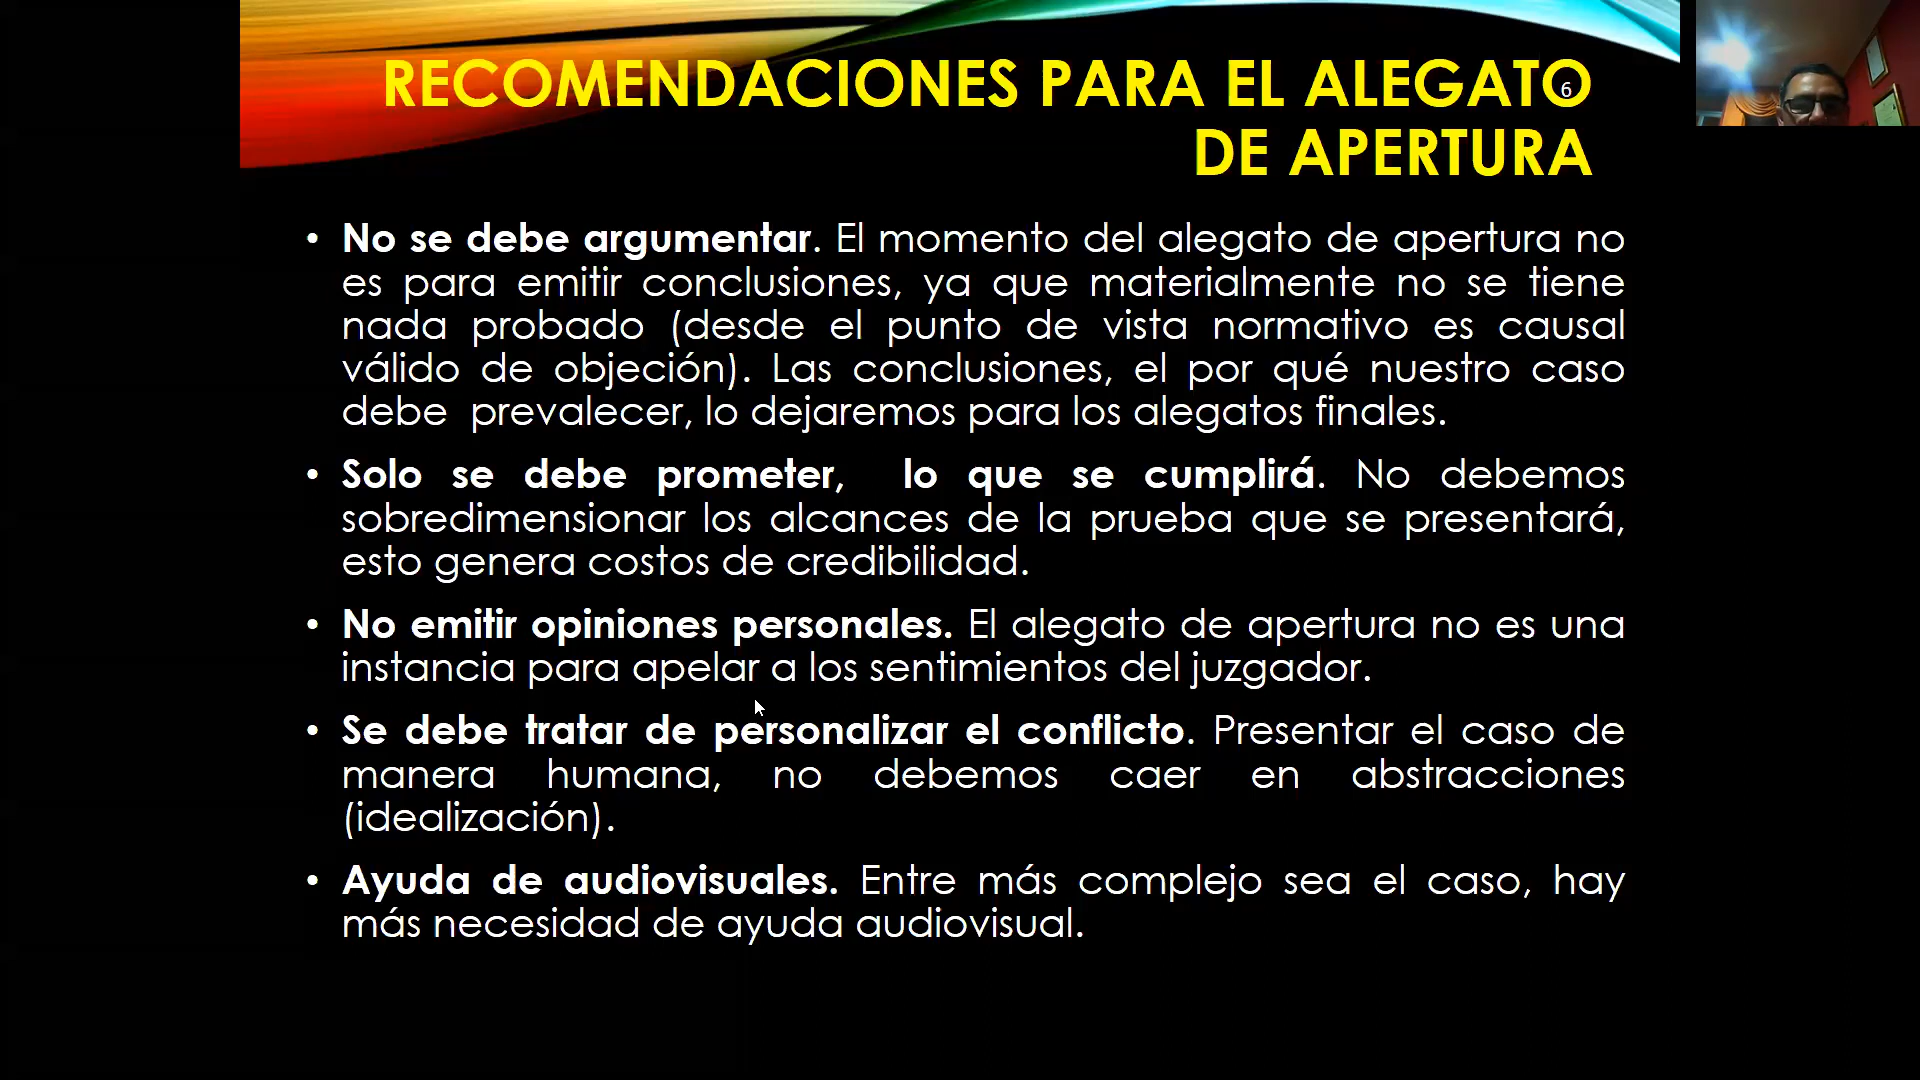 RECOMENDACIONES PARA EL ALEGATO
6
DE APERTURA
• No se debe argumentar. El momento del alegato de apertura no
es para emitir conclusiones, ya que materialmente no se tiene
nada probado (desde el punto de vista normativo es causal
válido de objeción). Las conclusiones, el por qué nuestro caso
debe prevalecer, lo dejaremos para los alegatos finales.
• Solo se debe prometer, lo que se cumplirá. No debemos
sobredimensionar los alcances de la prueba que se presentará,
esto genera costos de credibilidad.
• No emitir opiniones personales. El alegato de apertura no es una
instancia para apelar a los sentimientos del juzgador.
• Se debe tratar de personalizar el conflicto. Presentar el caso de
manera humana, no debemos caer en abstracciones
(idealización).
• Ayuda de audiovisuales. Entre más complejo sea el caso, hay
más necesidad de ayuda audiovisual.